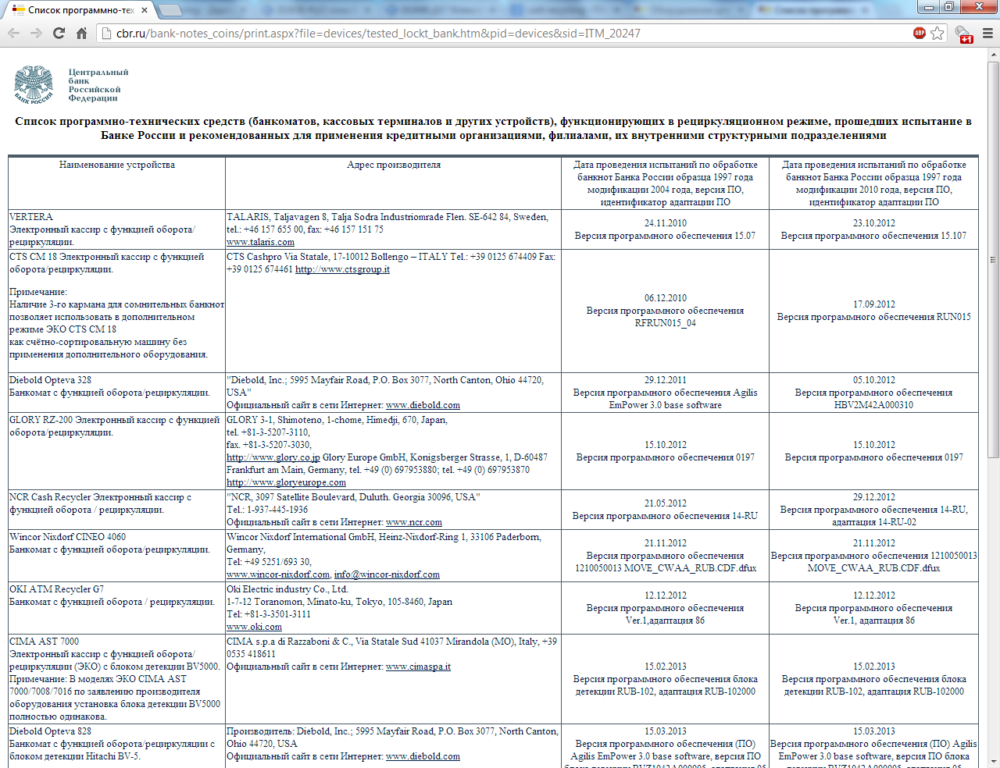 Список программно-тех
cbr.ru/bank-notes_coins/print.aspx?file=devices/tested_lockt_bank.htm&pid=devices&sid=ITM_20247
ABP
+1
Центральный
банк
Российской
Федерации
БАНК РОССИИ
Список программно-технических средств (банкоматов, кассовых терминалов и других устройств), функционирующих в рециркуляционном режиме, прошедших испытание в
Банке России и рекомендованных для применения кредитными организациями, филиалами, их внутренними структурными подразделениями
Наименование устройства
Адрес производителя
Дата проведения испытаний по обработке
банкнот Банка России образца 1997 года
модификации 2004 года, версия ПО,
идентификатор адаптации ПО
Дата проведения испытаний по обработке
банкнот Банка России образца 1997 года
модификации 2010 года, версия ПО,
идентификатор адаптации ПО
VERTERA
Электронный кассир с функцией оборота/
рециркуляции.
TALARIS, Taljavagen 8, Talja Sodra Industriomrade Flen. SE-642 84, Sweden,
tel.: +46 157 655 00, fax: +46 157 151 75
www.talaris.com
24.11.2010
Версия программного обеспечения 15.07
23.10.2012
Версия программного обеспечения 15.107
CTS CM 18 Электронный кассир с функцией
оборота/рециркуляции.
Примечание:
Наличие 3-го кармана для сомнительных банкнот
позволяет использовать в дополнительном
режиме ЭКО CTS CM 18
как счётно-сортировальную машину без
применения дополнительного оборудования.
CTS Cashpro Via Statale, 17-10012 Bollengo – ITALY Tel.: +39 0125 674409 Fax:
+39 0125 674461 http://www.ctsgroup.it
06.12.2010
Версия программного обеспечения
RFRUN015_04
17.09.2012
Версия программного обеспечения RUN015
Diebold Opteva 328
Банкомат с функцией оборота/рециркуляции.
"Diebold, Inc.; 5995 Mayfair Road, P.O. Box 3077, North Canton, Ohio 44720,
USA"
Официальный сайт в сети Интернет: www.diebold.com
29.12.2011
Версия программного обеспечения Agilis
EmPower 3.0 base software
05.10.2012
Версия программного обеспечения
HBV2M42A000310
GLORY RZ-200 Электронный кассир с функцией
оборота/рециркуляции.
GLORY 3-1, Shimoteno, 1-chome, Himedji, 670, Japan,
tel. +81-3-5207-3110,
fax. +81-3-5207-3030,
http://www.glory.co.jp Glory Europe GmbH, Konigsberger Strasse, 1, D-60487
Frankfurt am Main, Germany, tel. +49 (0) 697953880; tel. +49 (0) 697953870
http://www.gloryeurope.com
15.10.2012
Версия программного обеспечения 0197
15.10.2012
Версия программного обеспечения 0197
NCR Cash Recycler Электронный кассир с
функцией оборота / рециркуляции.
"NCR, 3097 Satellite Boulevard, Duluth. Georgia 30096, USA"
Tel.: 1-937-445-1936
Официальный сайт в сети Интернет: www.ncr.com
21.05.2012
Версия программного обеспечения 14-RU
29.12.2012
Версия программного обеспечения 14-RU,
адаптация 14-RU-02
Wincor Nixdorf CINEO 4060
Банкомат с функцией оборота/рециркуляции.
Wincor Nixdorf International GmbH, Heinz-Nixdorf-Ring 1, 33106 Paderborn,
Germany,
Tel: +49 5251/693 30,
www.wincor-nixdorf.com, info@wincor-nixdorf.com
21.11.2012
Версия программного обеспечения
1210050013 MOVE_CWAA_RUB.CDF.dfux
21.11.2012
Версия программного обеспечения 1210050013
MOVE_CWAA_RUB.CDF.dfux
OKI ATM Recycler G7
Банкомат с функцией оборота / рециркуляции.
Oki Electric industry Co., Ltd.
1-7-12 Toranomon, Minato-ku, Tokyo, 105-8460, Japan
Tel: +81-3-3501-3111
www.oki.com
12.12.2012
Версия программного обеспечения
Ver.1,адаптация 86
12.12.2012
Версия программного обеспечения
Ver.1, адаптация 86
CIMA AST 7000
Электронный кассир с функцией оборота/
рециркуляции (ЭКО) с блоком детекции BV5000.
Примечание: В моделях ЭКО CIMA AST
7000/7008/7016 по заявлению производителя
оборудования установка блока детекции BV5000
полностью одинакова.
CIMA s.p.a di Razzaboni & C., Via Statale Sud 41037 Mirandola (MO), Italy, +39
0535 418611
Официальный сайт в сети Интернет: www.cimaspa.it
15.02.2013
Версия программного обеспечения блока
детекции RUB-102, адаптация RUB-102000
15.02.2013
Версия программного обеспечения блока
детекции RUB-102, адаптация RUB-102000
Diebold Opteva 828
Банкомат с функцией оборота/рециркуляции с
блоком детекции Hitachi BV-5.
Производитель: Diebold, Inc.; 5995 Mayfair Road, P.O. Box 3077, North Canton,
Ohio 44720, USA
Официальный сайт в сети Интернет: www.diebold.com
15.03.2013
Версия программного обеспечения (ПО)
Agilis EmPower 3.0 base software, версия ПО
15.03.2013
Версия программного обеспечения (ПО) Agilis
EmPower 3.0 base software, версия ПО блока